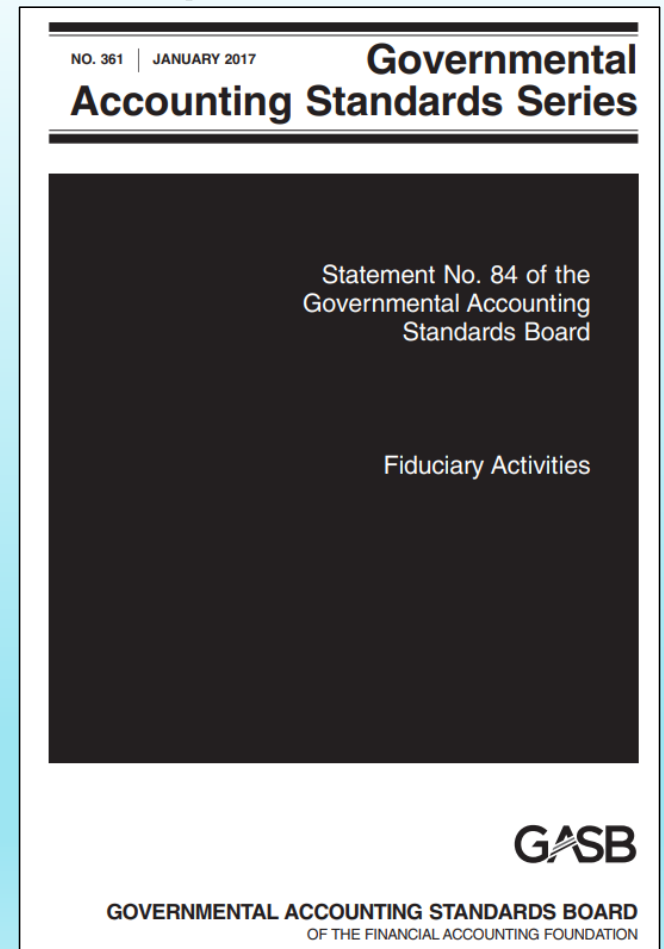 NO. 361 | JANUARY 2017
Governmental
Accounting Standards Series
Statement No. 84 of the
Governmental Accounting
Standards Board
Fiduciary Activities
GASB
GOVERNMENTAL ACCOUNTING STANDARDS BOARD
OF THE FINANCIAL ACCOUNTING FOUNDATION